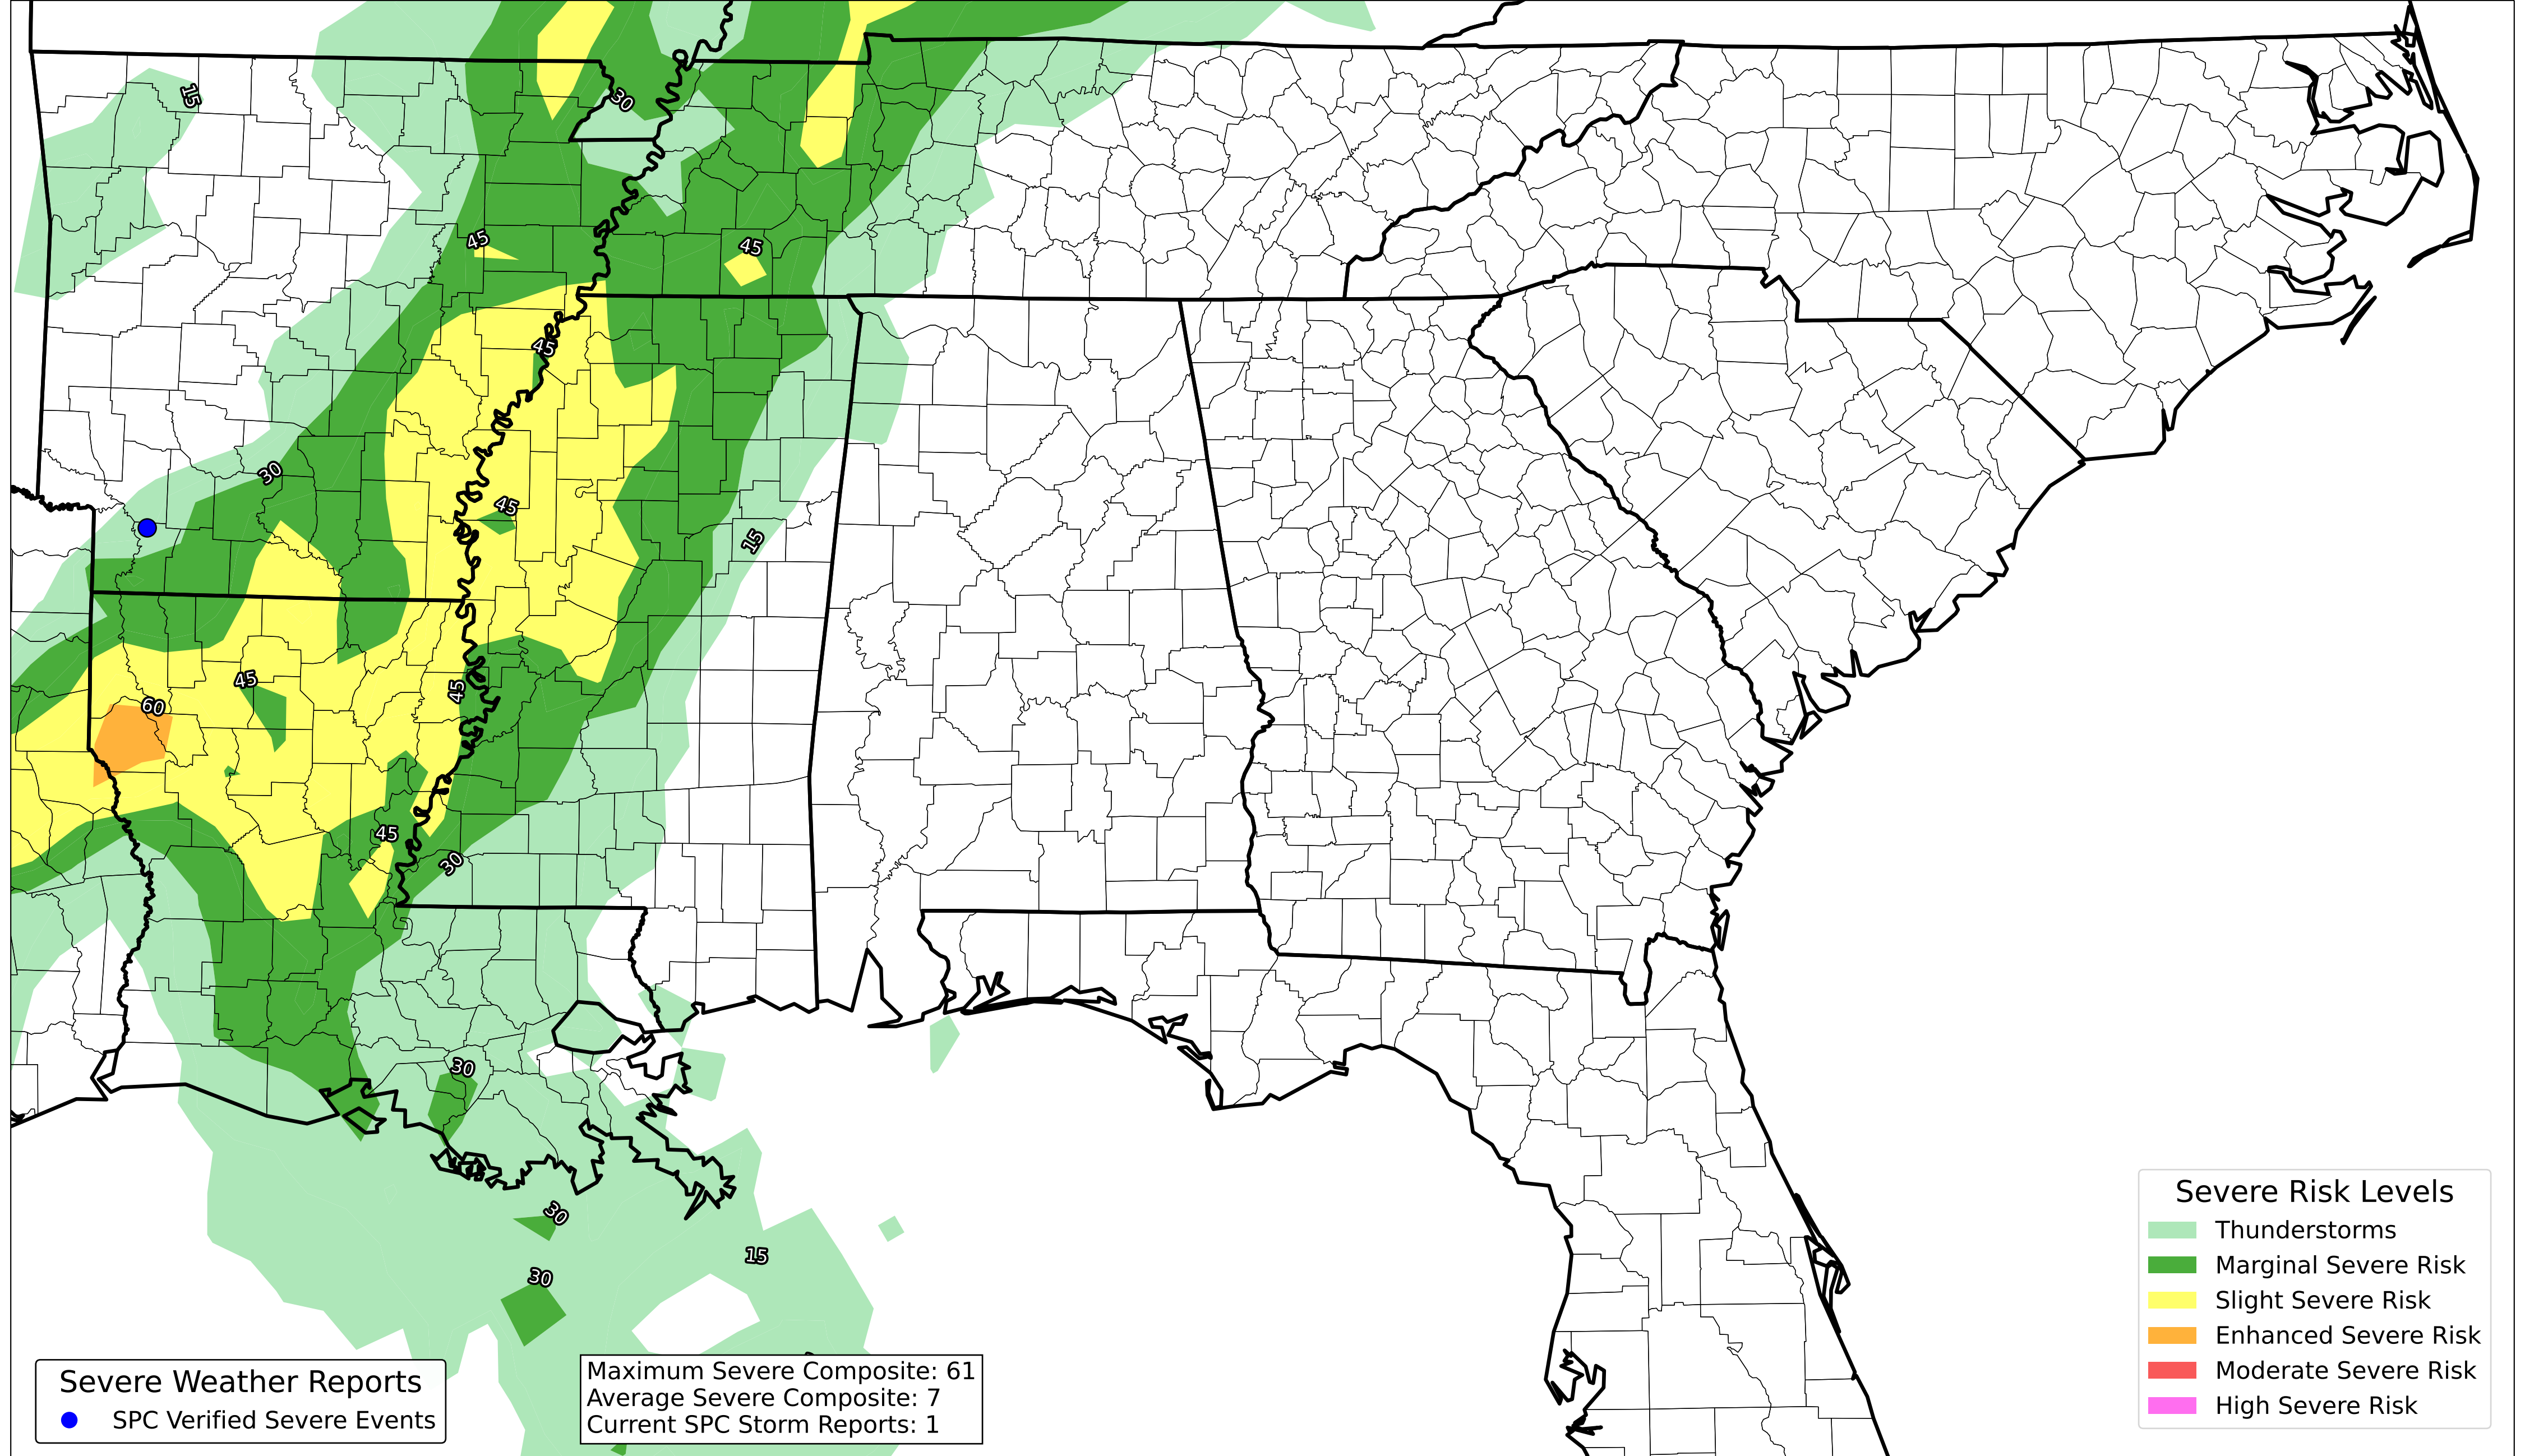 15
30
45
45
45
30
45
15
45
45
60
45
30
30
30
15
30
Severe Risk Levels
Thunderstorms
Marginal Severe Risk
Slight Severe Risk
Enhanced Severe Risk
Moderate Severe Risk
High Severe Risk
Severe Weather Reports
SPC Verified Severe Events
Maximum Severe Composite: 61
Average Severe Composite: 7
Current SPC Storm Reports: 1